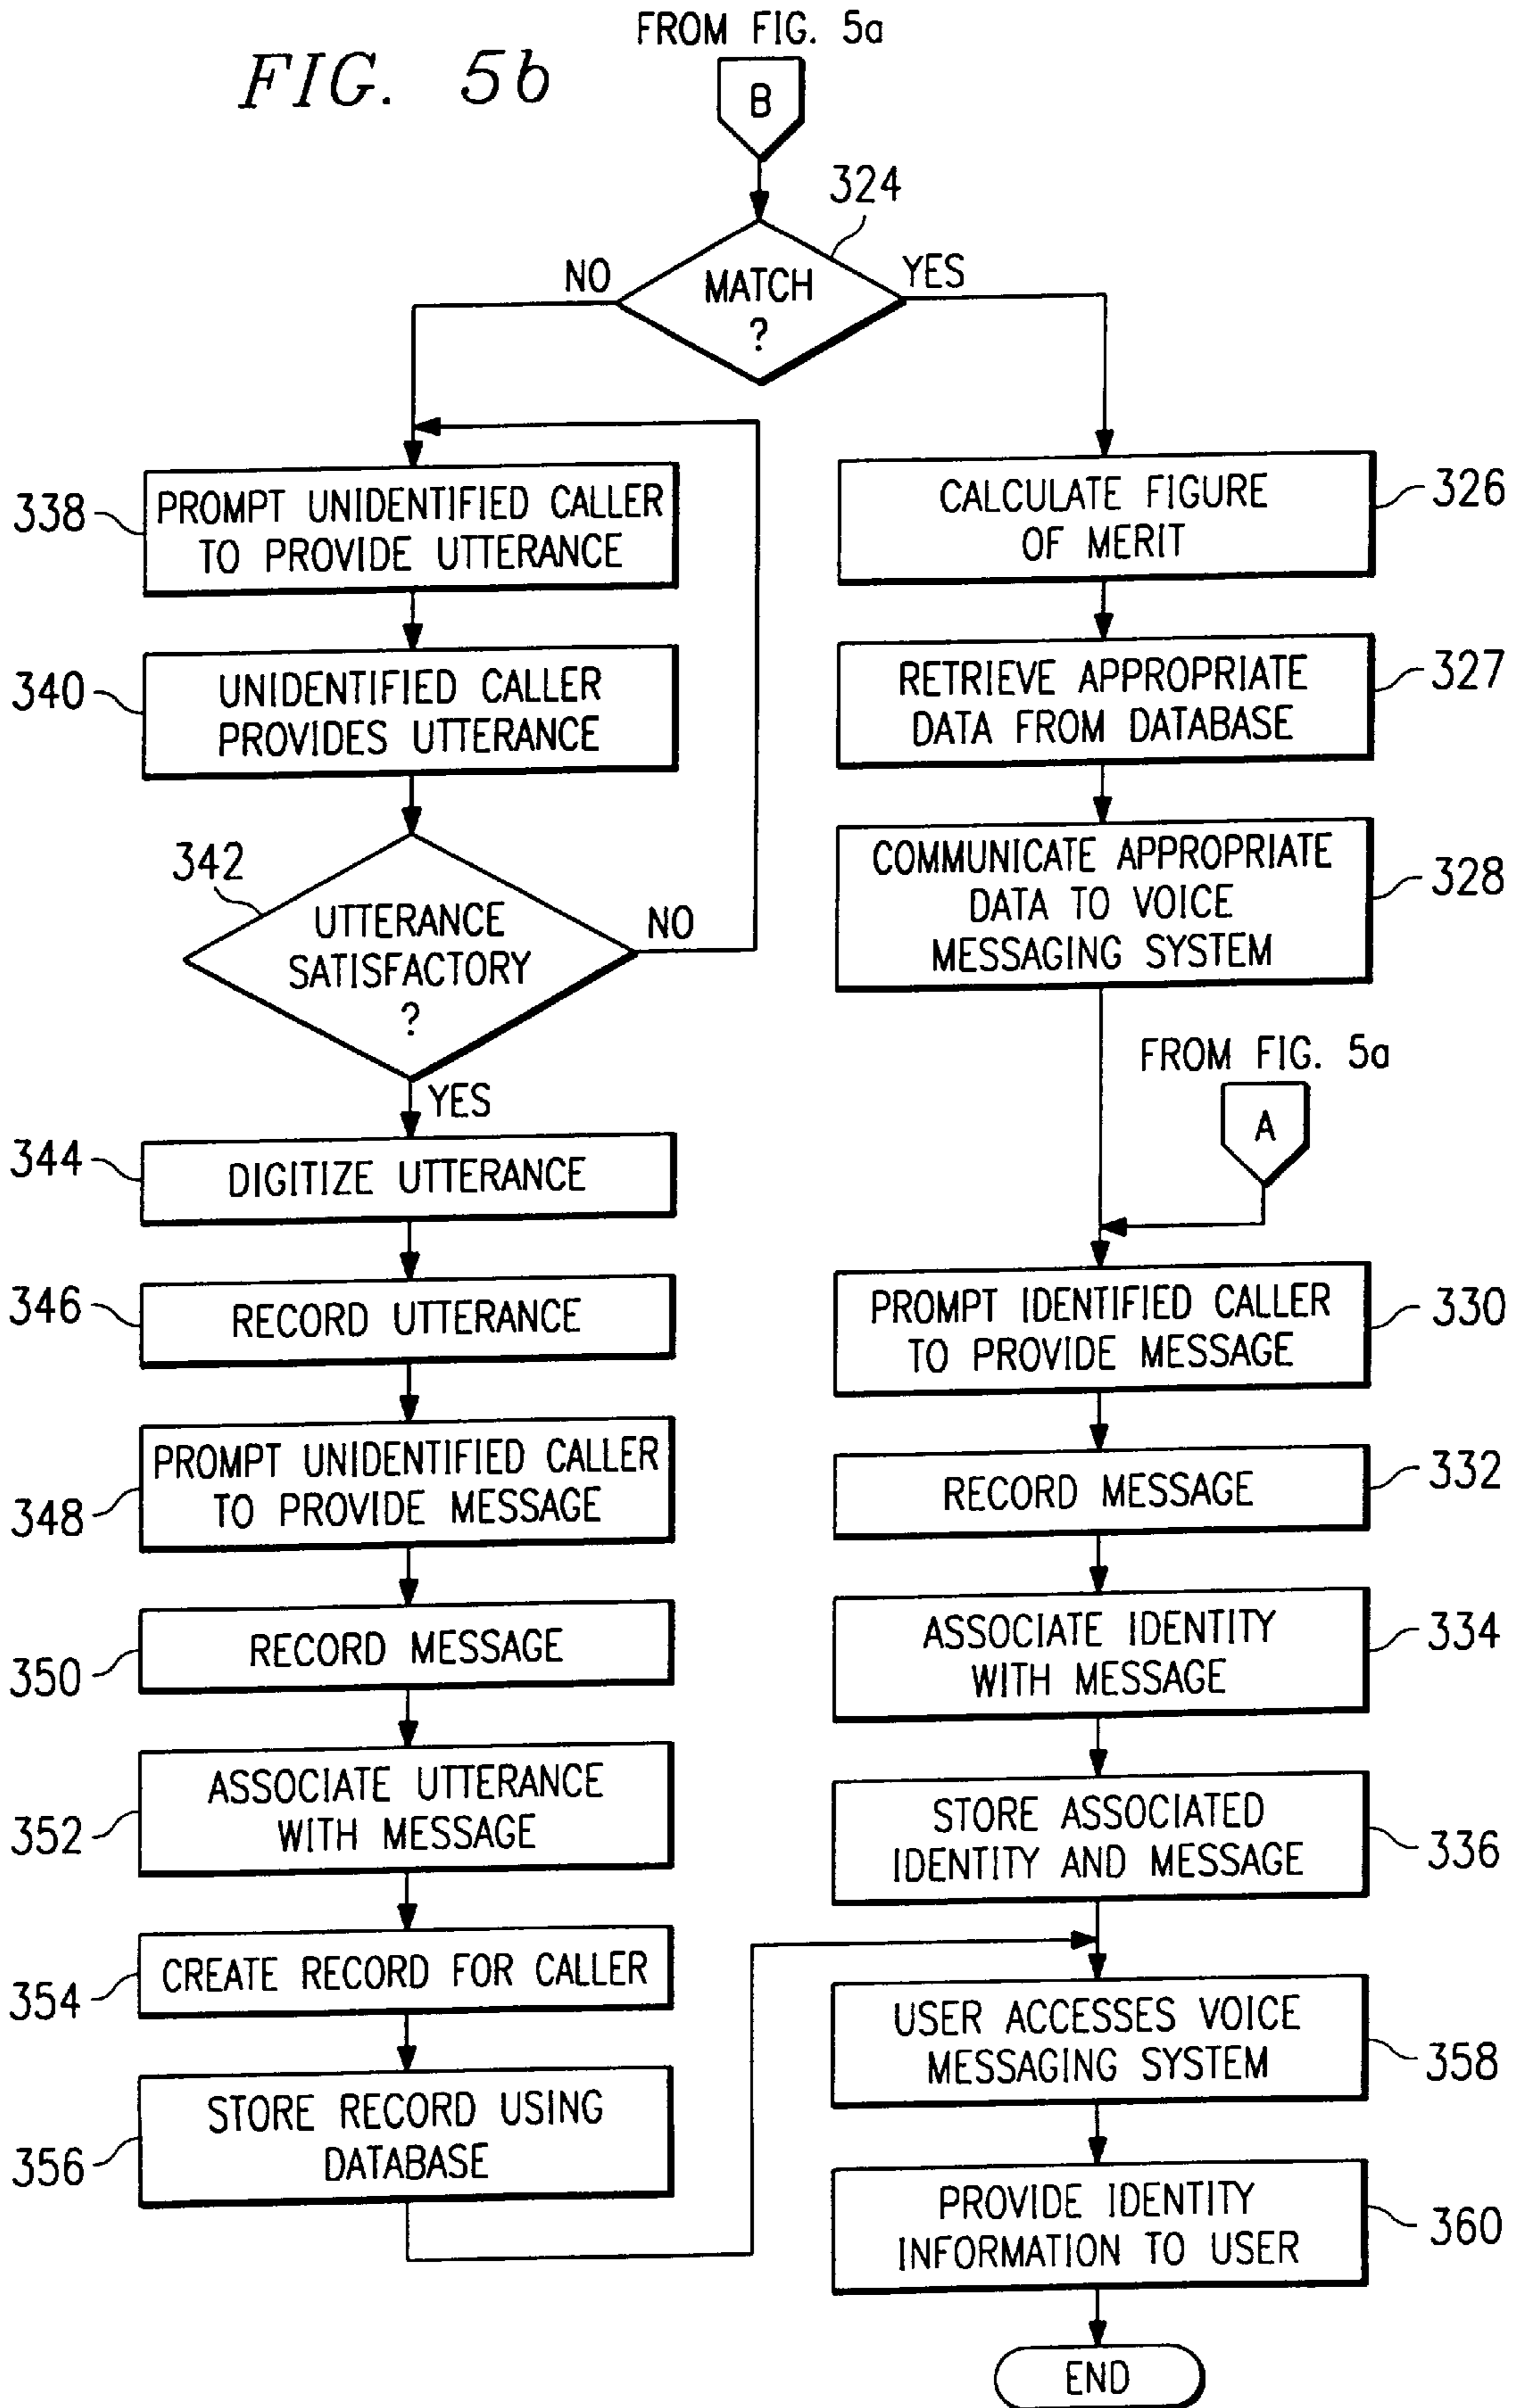 FIG. 5b
FROM FIG. 5a
B
324
MATCH
?
NO
YES
338
PROMPT UNIDENTIFIED CALLER
TO PROVIDE UTTERANCE
340
UNIDENTIFIED CALLER
PROVIDES UTTERANCE
342
UTTERANCE
SATISFACTORY
?
NO
YES
344
DIGITIZE UTTERANCE
346
RECORD UTTERANCE
348
PROMPT UNIDENTIFIED CALLER
TO PROVIDE MESSAGE
350
RECORD MESSAGE
352
ASSOCIATE UTTERANCE
WITH MESSAGE
354
CREATE RECORD FOR CALLER
356
STORE RECORD USING
DATABASE
CALCULATE FIGURE
OF MERIT
326
RETRIEVE APPROPRIATE
DATA FROM DATABASE
327
COMMUNICATE APPROPRIATE
DATA TO VOICE
MESSAGING SYSTEM
328
FROM FIG. 5a
A
PROMPT IDENTIFIED CALLER
TO PROVIDE MESSAGE
330
RECORD MESSAGE
332
ASSOCIATE IDENTITY
WITH MESSAGE
334
STORE ASSOCIATED
IDENTITY AND MESSAGE
336
USER ACCESSES VOICE
MESSAGING SYSTEM
358
PROVIDE IDENTITY
INFORMATION TO USER
360
END